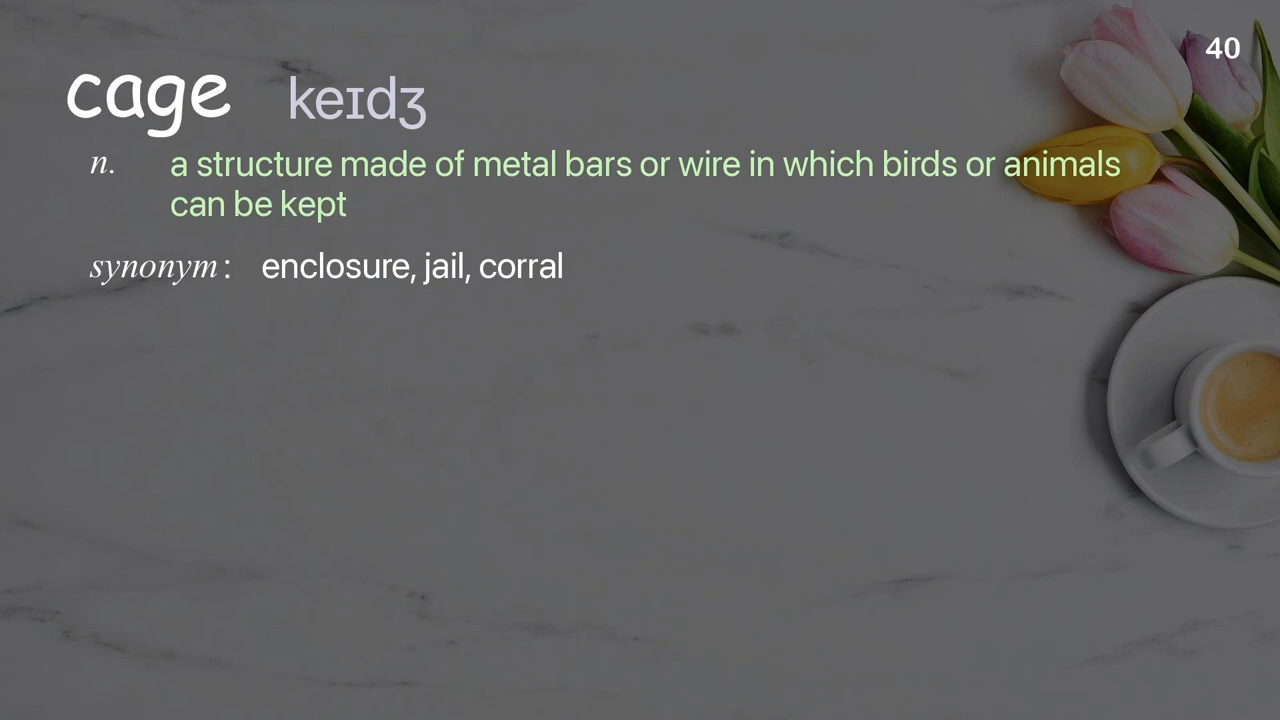 40
cage keɪdʒ
n. a structure made of metal bars or wire in which birds or animals
can be kept
synonym: enclosure, jail, corral